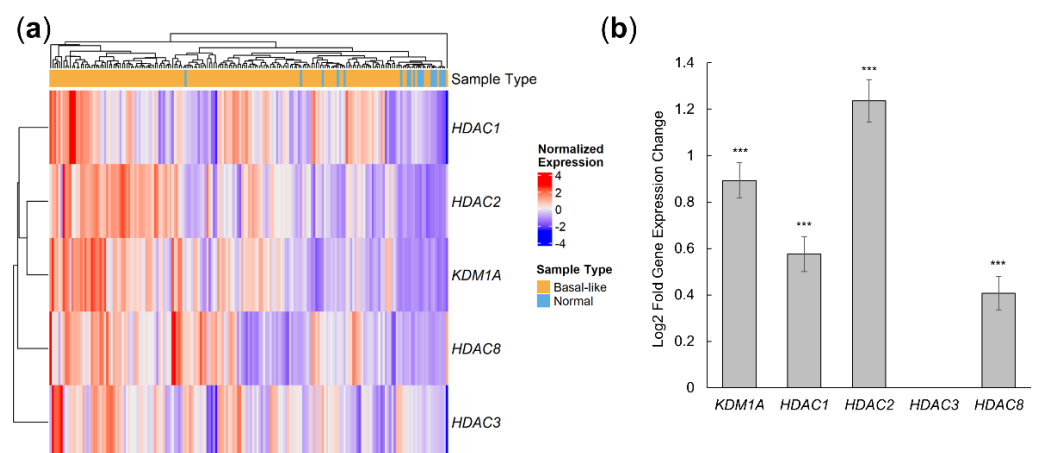 (a)
Sample Type
HDAC1
HDAC2
KDM1A
HDAC8
HDAC3
Normalized
Expression
4
2
0
-2
-4
Sample Type
Basal-like
Normal
(b)
Log2 Fold Gene Expression Change
1.4
1.2
1
0.8
0.6
0.4
0.2
0
***
***
***
***
KDM1A HDAC1 HDAC2 HDAC3 HDAC8